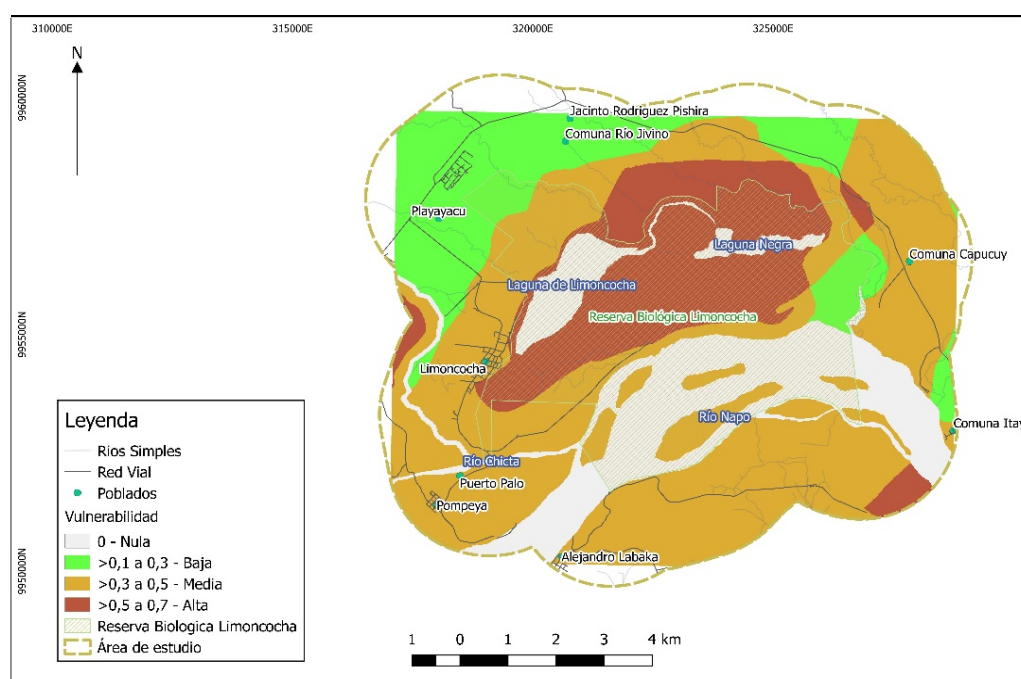 310000E
315000E
320000E
325000E
N
9960000N
9955000N
9950000N
Jacinto Rodriguez Pishira
Comuna Río Jivino
Playayacu
Laguna Negra
Comuna Capucuy
Laguna de Limoncocha
Reserva Biológica Limoncocha
Limoncocha
Río Napo
Comuna Itay
Río Chicta
Puerto Palo
Pompeya
Alejandro Labaka
Leyenda
Rios Simples
Red Vial
Poblados
Vulnerabilidad
0 - Nula
>0,1 a 0,3 - Baja
>0,3 a 0,5 - Media
>0,5 a 0,7 - Alta
Reserva Biologica Limoncocha
Área de estudio
1 0 1 2 3 4 km